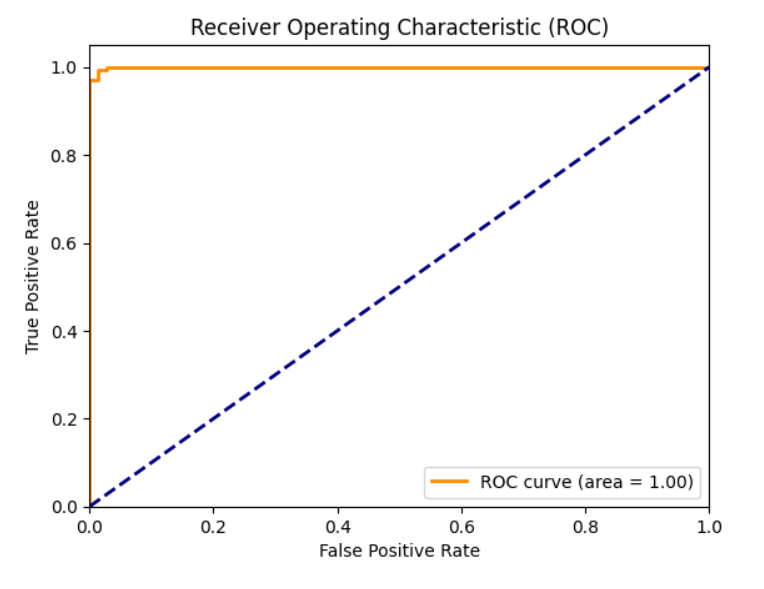 Receiver Operating Characteristic (ROC)
1.0
0.8
0.6
0.4
0.2
0.0
True Positive Rate
ROC curve (area = 1.00)
0.0 0.2 0.4 0.6 0.8 1.0
False Positive Rate